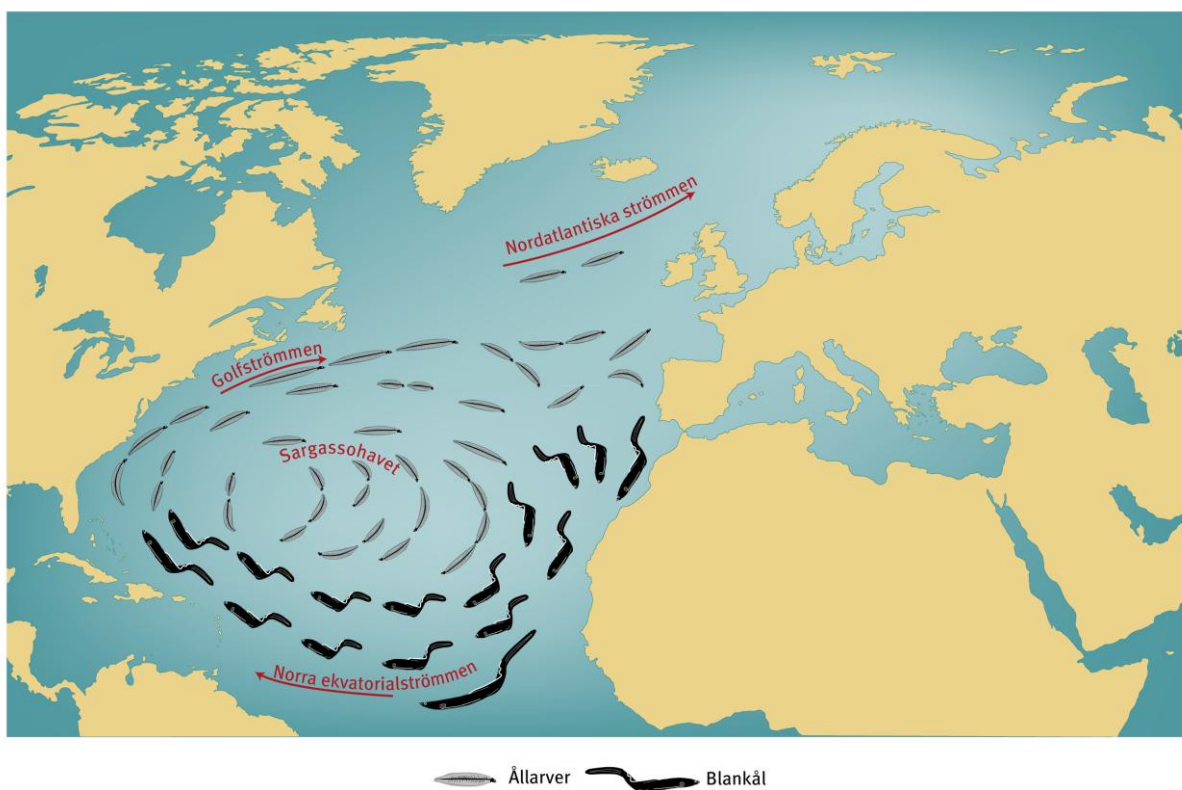 Nordatlantiska strömmen
Golfströmmen
Sargassohavet
Norra ekvatorialströmmen
Ållarver
Blankål